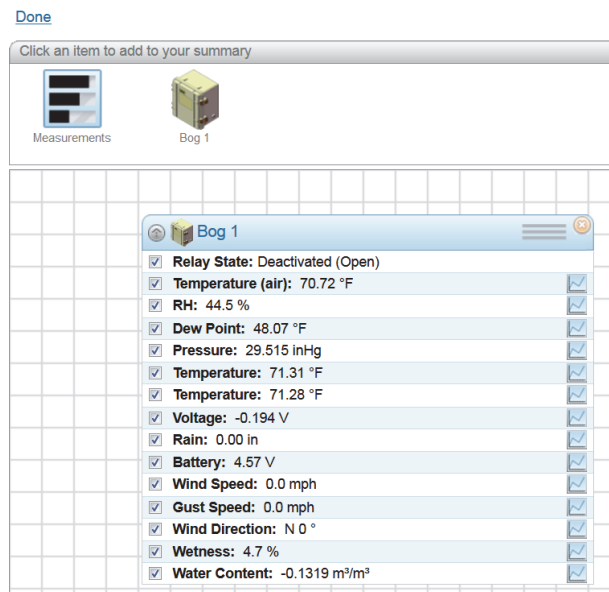 Done
Click an item to add to your summary
Measurements
Bog 1
Bog 1
Relay State: Deactivated (Open)
Temperature (air): 70.72 °F
RH: 44.5 %
Dew Point: 48.07 °F
Pressure: 29.515 inHg
Temperature: 71.31 °F
Temperature: 71.28 °F
Voltage: -0.194 V
Rain: 0.00 in
Battery: 4.57 V
Wind Speed: 0.0 mph
Gust Speed: 0.0 mph
Wind Direction: N 0 °
Wetness: 4.7 %
Water Content: -0.1319 m³/m³